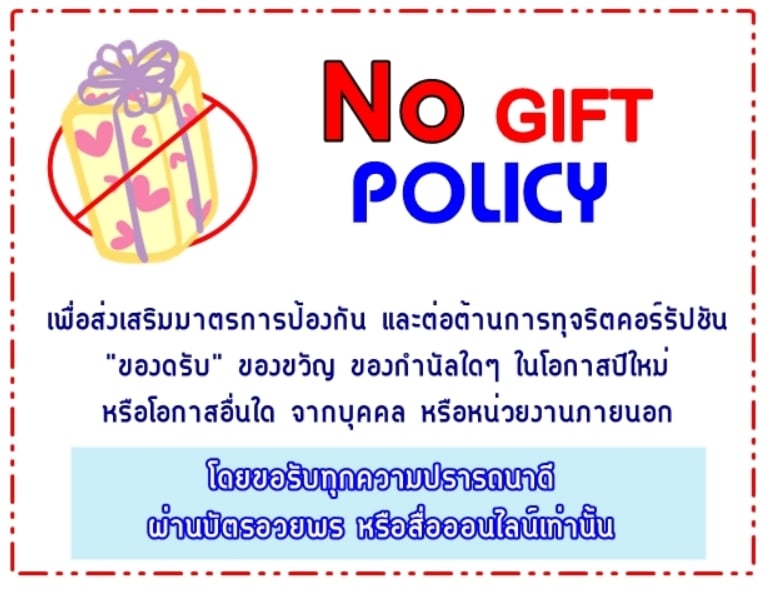 No GIFT
POLICY
เพื่อส่งเสริมมาตรการป้องกัน และต่อต้านการทุจริตคอร์รัปชัน
"ของดรับ" ของขวัญ ของกำนัลใดๆ ในโอกาสปีใหม่
หรือโอกาสอื่นใด จากบุคคล หรือหน่วยงานภายนอก
โดยขอรับทุกความปรารถนาดี
ผ่านบัตรอวยพร หรือสื่อออนไลน์เท่านั้น